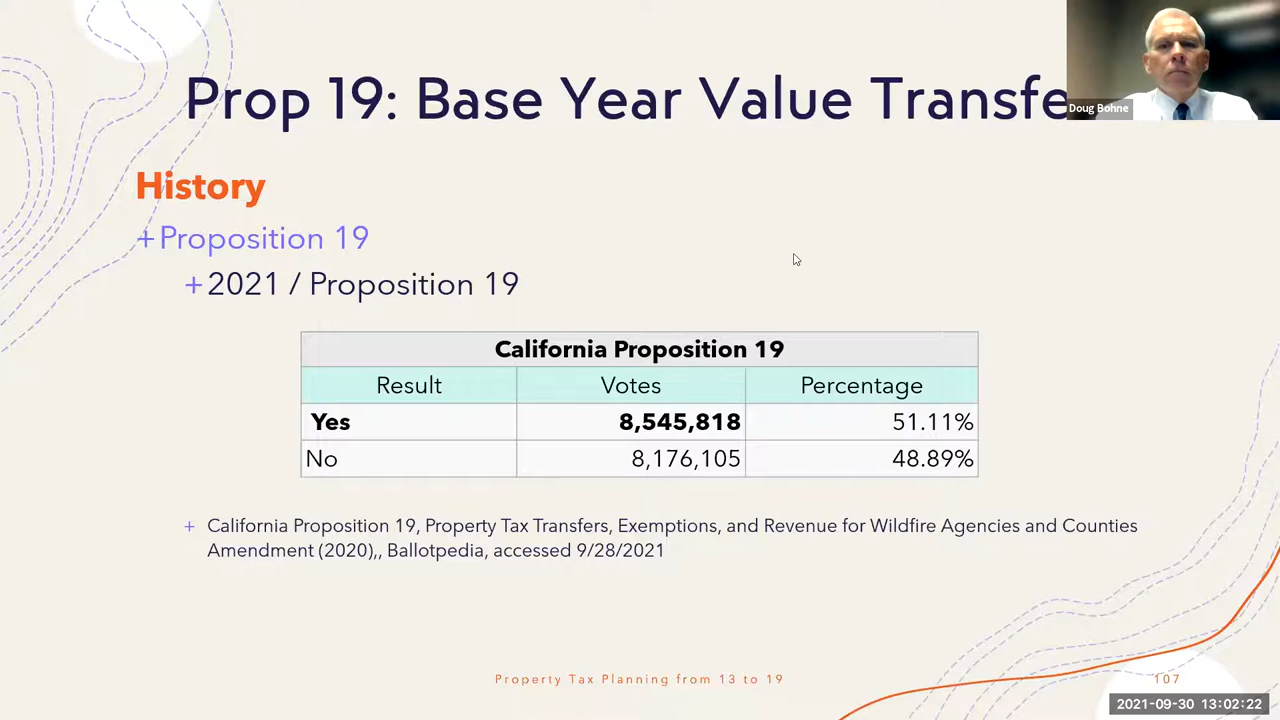 Prop 19: Base Year Value Transfe
Doug Bohne
History
+Proposition 19
+2021 / Proposition 19
California Proposition 19
Result Votes Percentage
Yes 8,545,818 51.11%
No 8,176,105 48.89%
+ California Proposition 19, Property Tax Transfers, Exemptions, and Revenue for Wildfire Agencies and Counties
Amendment (2020),, Ballotpedia, accessed 9/28/2021
Property Tax Planning from 13 to 19
107
2021-09-30 13:02:22